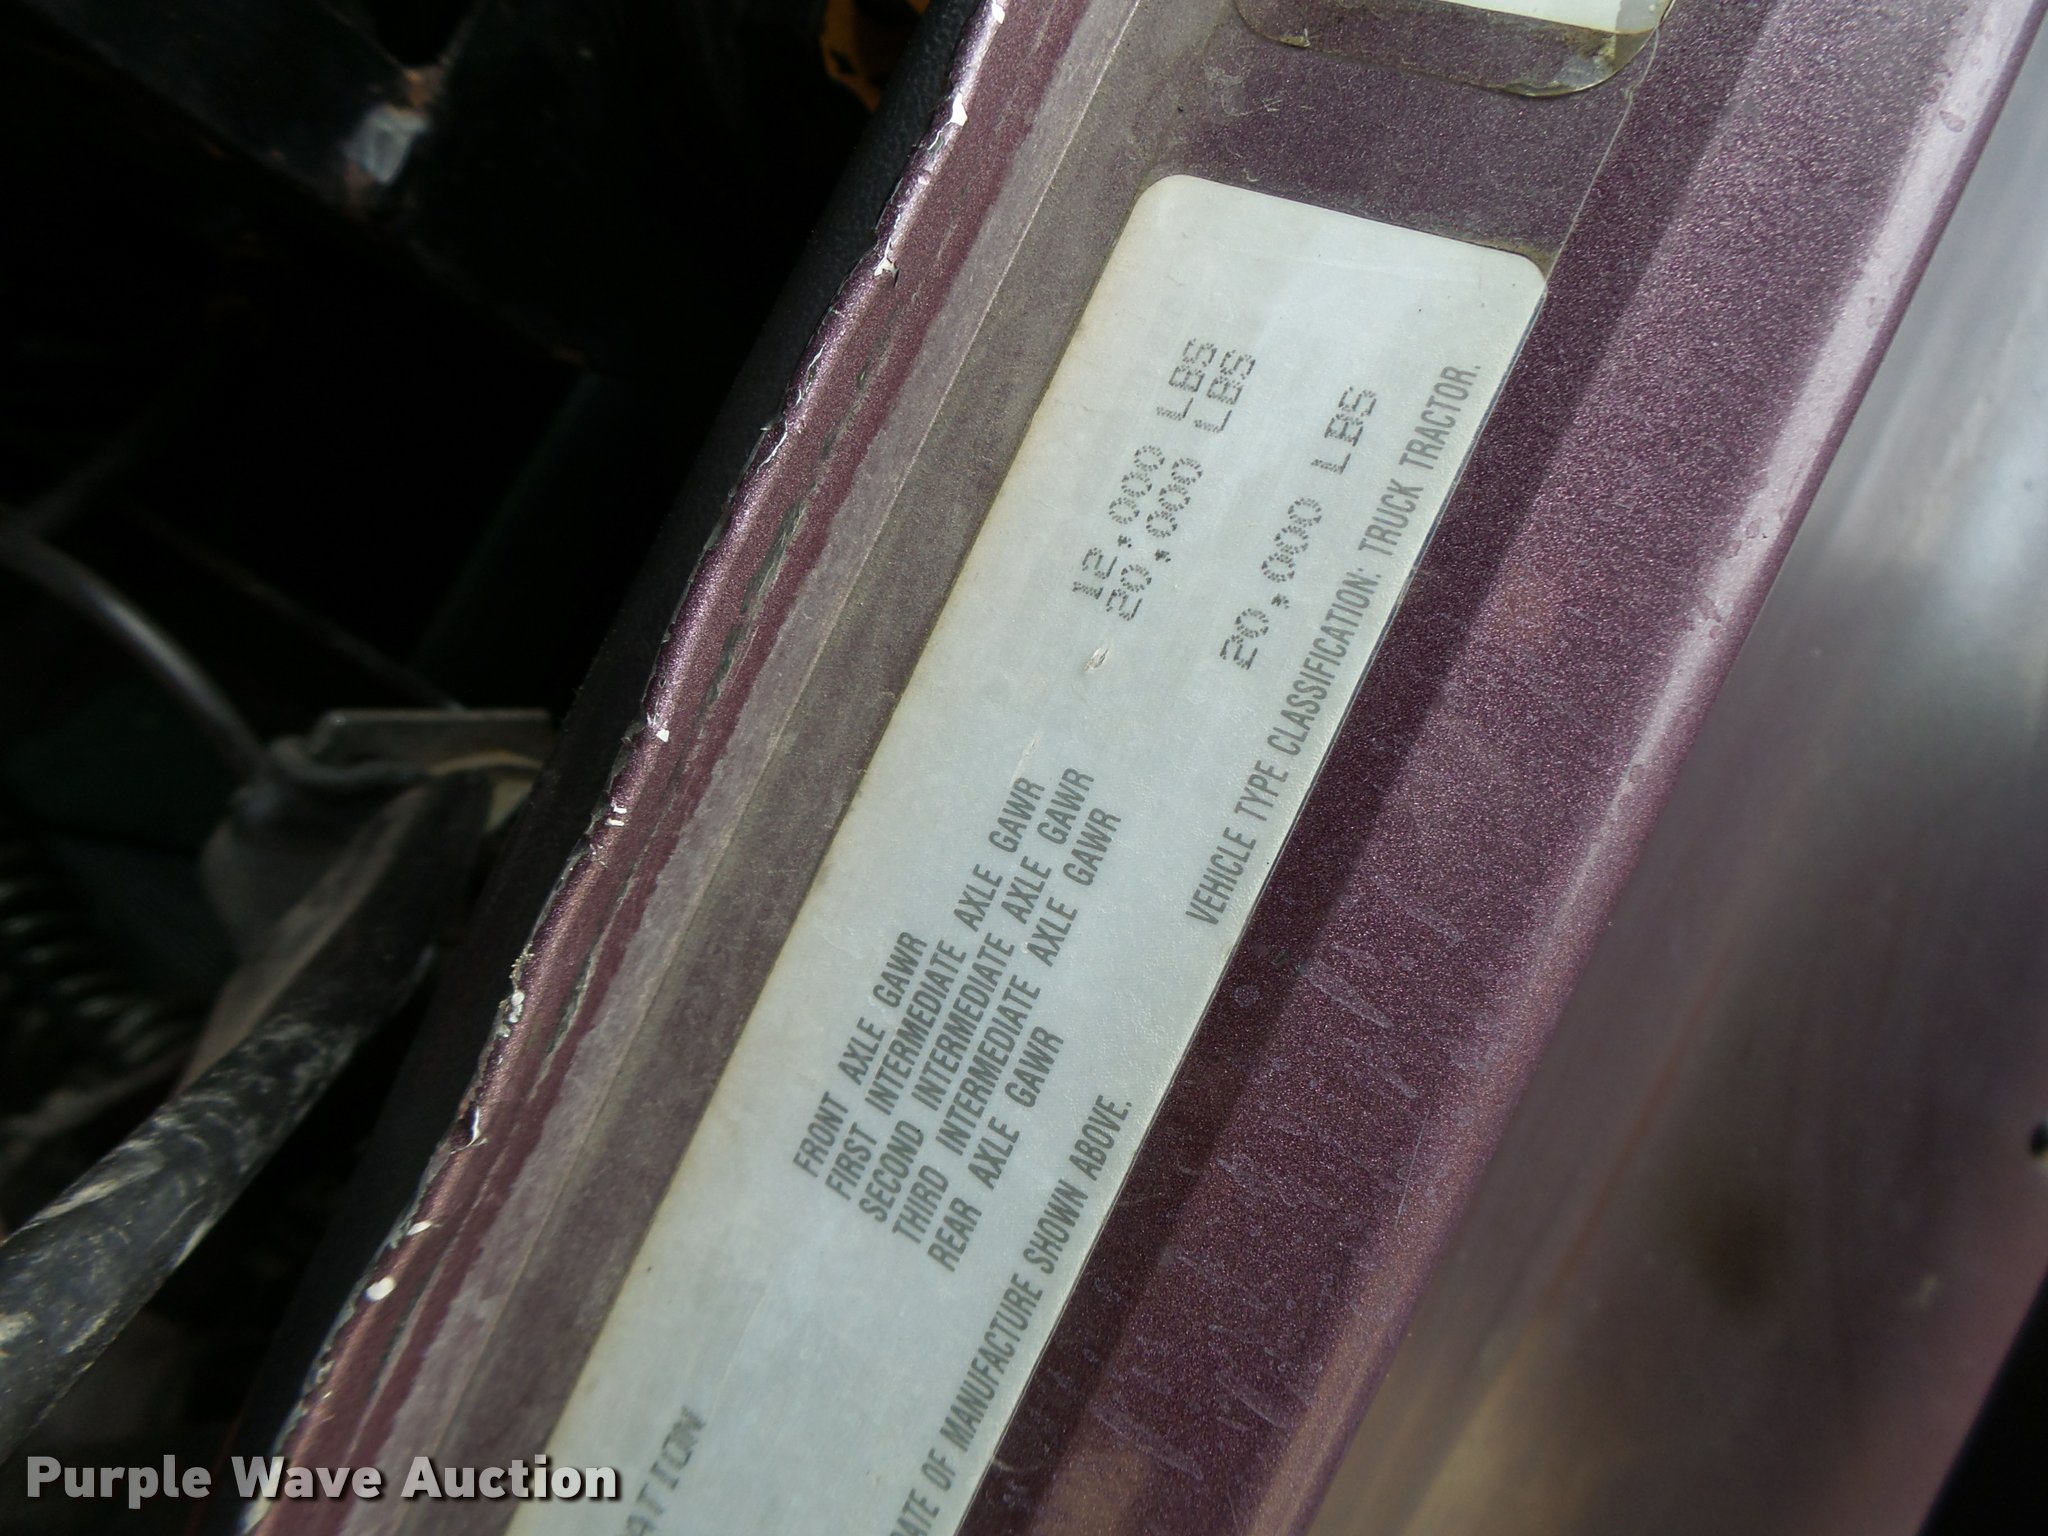 FRONT AXLE GAWR 12,000 LBS
FIRST INTERMEDIATE AXLE GAWR 20,000 LBS
SECOND INTERMEDIATE AXLE GAWR
THIRD INTERMEDIATE AXLE GAWR
REAR AXLE GAWR 20,000 LBS
VEHICLE TYPE CLASSIFICATION: TRUCK TRACTOR.
ATION
ATE OF MANUFACTURE SHOWN ABOVE.
Purple Wave Auction